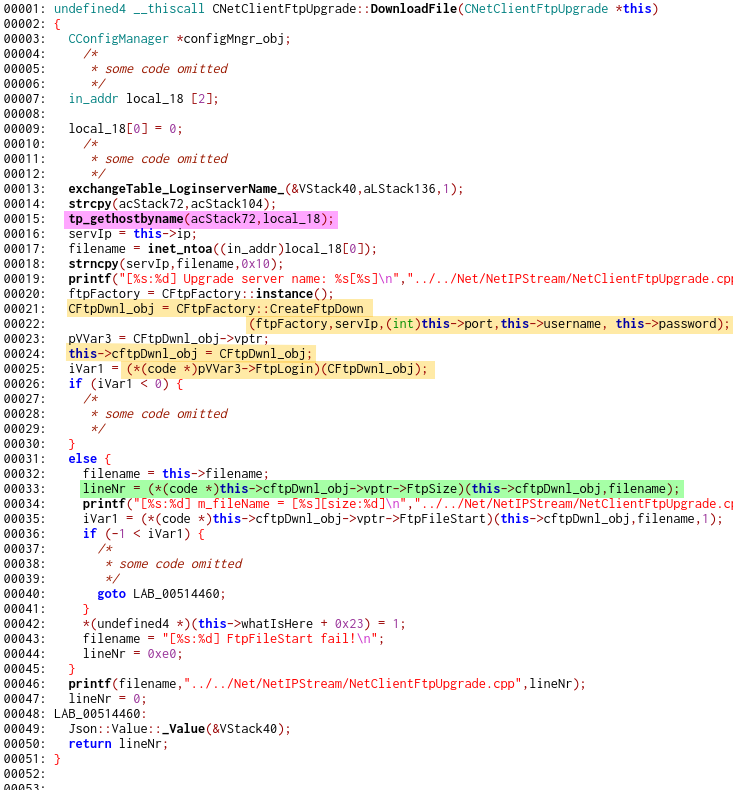 00001: undefined4 __thiscall CNetClientFtpUpgrade::DownloadFile(CNetClientFtpUpgrade *this)
00002: {
00003:   CConfigManager *configMngr_obj;
00004:     /*
00005:      * some code omitted
00006:      */
00007:   in_addr local_18 [2];
00008:
00009:   local_18[0] = 0;
00010:     /*
00011:      * some code omitted
00012:      */
00013:   exchangeTable_LoginserverName_(&VStack40,aLStack136,1);
00014:   strcpy(acStack72,acStack104);
00015:   tp_gethostbyname(acStack72,local_18);
00016:   servIp = this->ip;
00017:   filename = inet_ntoa((in_addr)local_18[0]);
00018:   strncpy(servIp,filename,0x10);
00019:   printf("[%s:%d] Upgrade server name: %s[%s]\n","../../Net/NetIPStream/NetClientFtpUpgrade.cpp
00020:   ftpFactory = CFtpFactory::instance();
00021:   CFtpDwnl_obj = CFtpFactory::CreateFtpDown
00022:                            (ftpFactory,servIp,(int)this->port,this->username, this->password);
00023:   pVVar3 = CFtpDwnl_obj->vptr;
00024:   this->cftpDwnl_obj = CFtpDwnl_obj;
00025:   iVar1 = (*(code *)pVVar3->FtpLogin)(CFtpDwnl_obj);
00026:   if (iVar1 < 0) {
00027:     /*
00028:      * some code omitted
00029:      */
00030:   }
00031:   else {
00032:     filename = this->filename;
00033:     lineNr = (*(code *)this->cftpDwnl_obj->vptr->FtpSize)(this->cftpDwnl_obj,filename);
00034:     printf("[%s:%d] m_fileName = [%s][size:%d]\n","../../Net/NetIPStream/NetClientFtpUpgrade.cp
00035:     iVar1 = (*(code *)this->cftpDwnl_obj->vptr->FtpFileStart)(this->cftpDwnl_obj,filename,1);
00036:     if (-1 < iVar1) {
00037:       /*
00038:        * some code omitted
00039:        */
00040:       goto LAB_00514460;
00041:     }
00042:     *(undefined4 *)(this->whatIsHere + 0x23) = 1;
00043:     filename = "[%s:%d] FtpFileStart fail!\n";
00044:     lineNr = 0xe0;
00045:   }
00046:   printf(filename,"../../Net/NetIPStream/NetClientFtpUpgrade.cpp",lineNr);
00047:   lineNr = 0;
00048: LAB_00514460:
00049:   Json::Value::_Value(&VStack40);
00050:   return lineNr;
00051: }
00052:
00053: